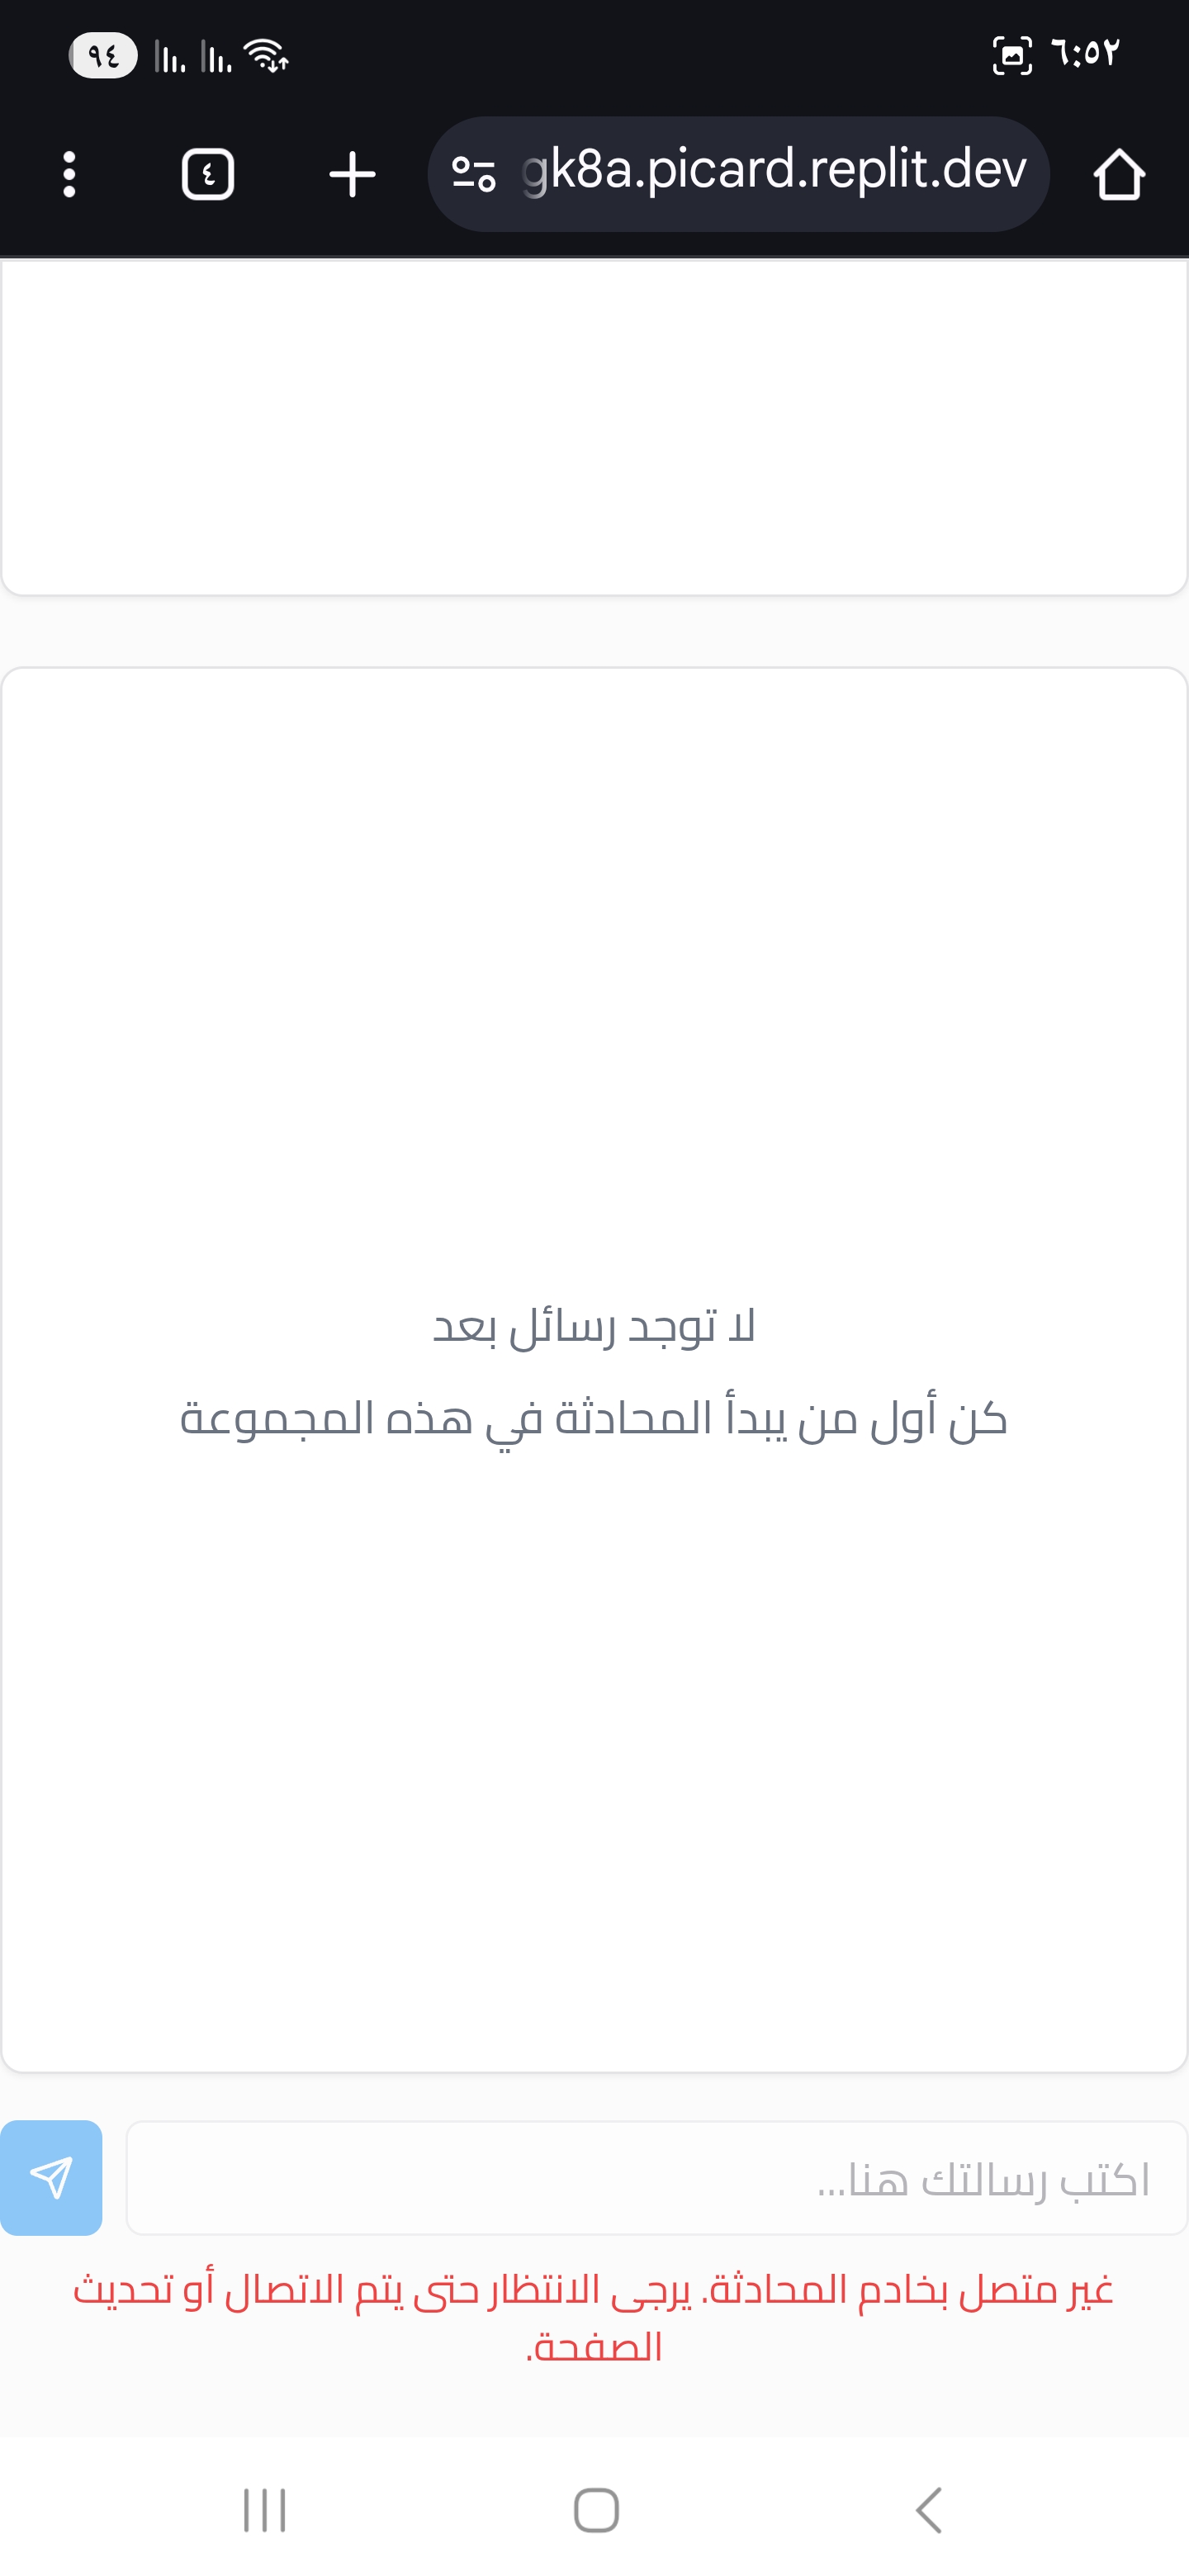 ٩٤
٦:٥٢
٤
gk8a.picard.replit.dev
لا توجد رسائل بعد
كن أول من يبدأ المحادثة في هذه المجموعة
اكتب رسالتك هنا...
غير متصل بخادم المحادثة. يرجى الانتظار حتى يتم الاتصال أو تحديث
الصفحة.